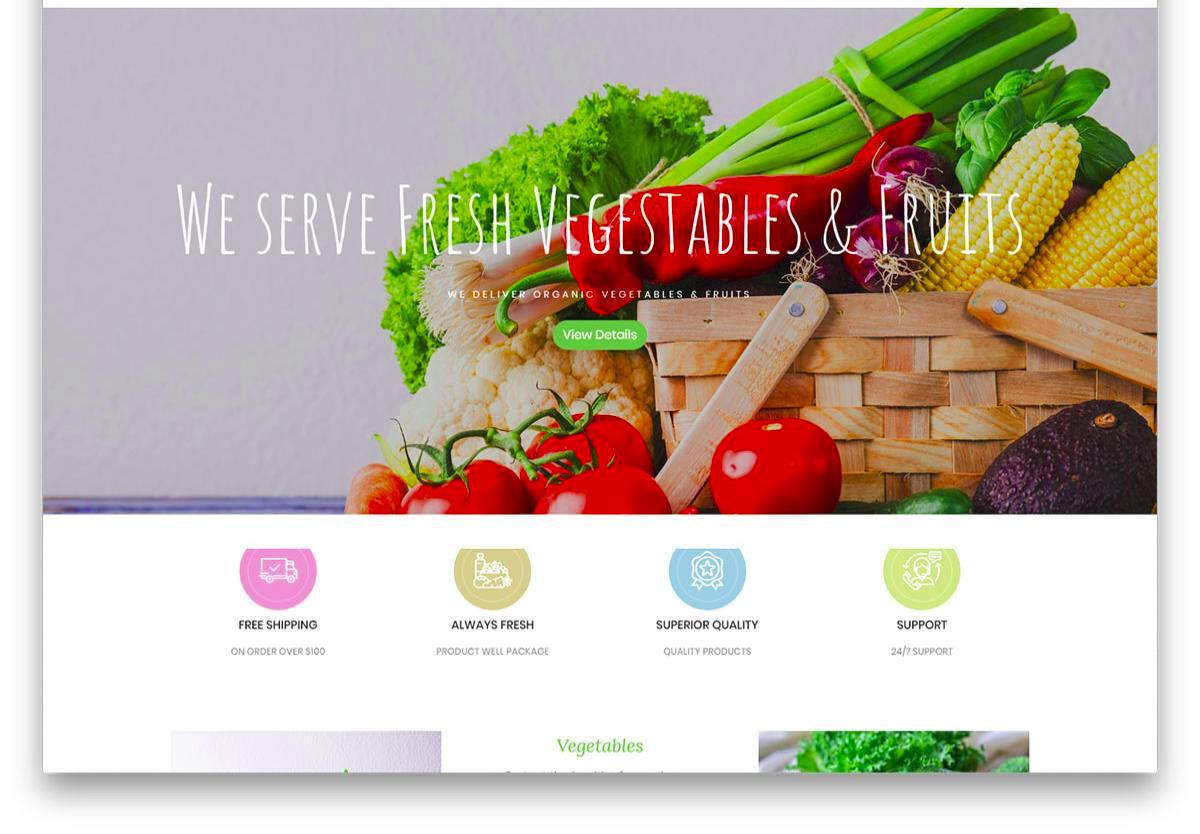 We serve Fresh Vegestables & Fruits
WE DELIVER ORGANIC VEGETABLES & FRUITS
View Details
FREE SHIPPING
ON ORDER OVER $100
ALWAYS FRESH
PRODUCT WELL PACKAGE
SUPERIOR QUALITY
QUALITY PRODUCTS
SUPPORT
24/7 SUPPORT
Vegetables